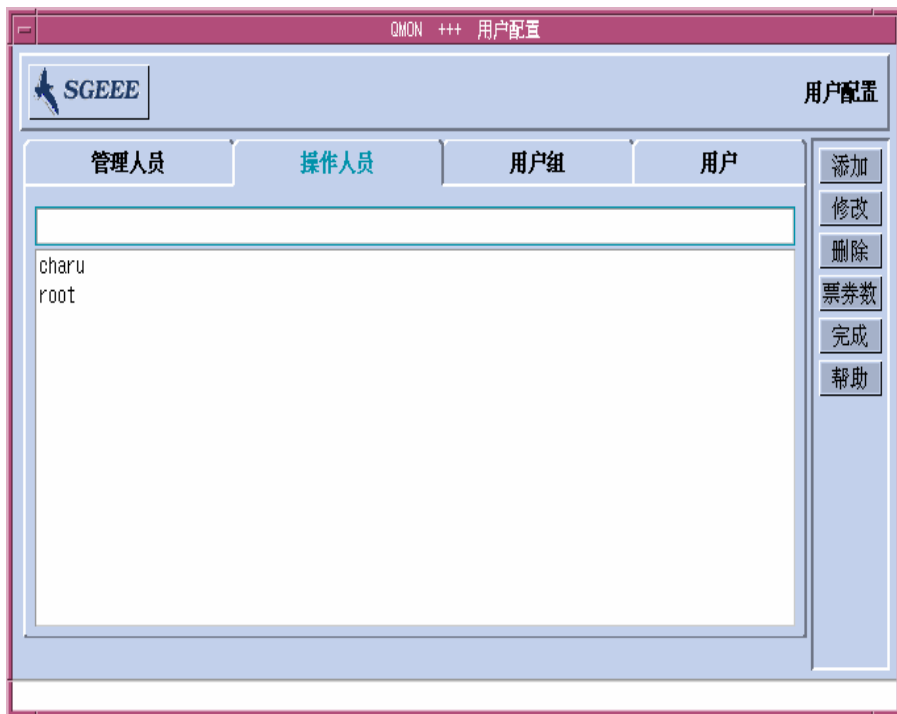 QMON +++ 用户配置
SGEEE
用户配置
管理人员 操作人员 用户组 用户
charu
root
添加
修改
删除
票券数
完成
帮助